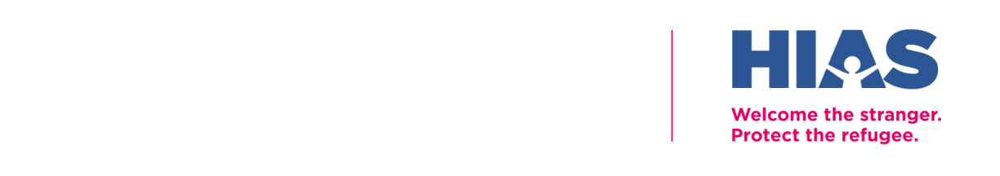 HIAS
Welcome the stranger.
Protect the refugee.